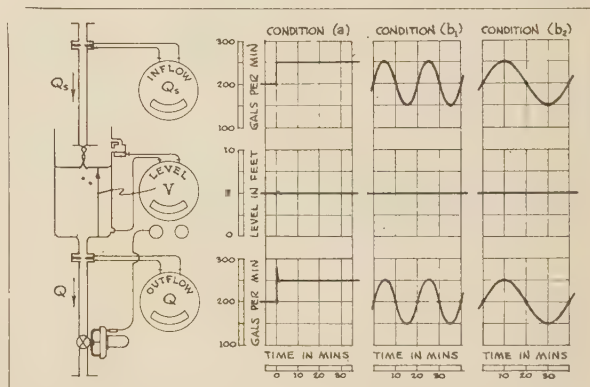 CONDITION (a) CONDITION (b₁) CONDITION (b₂)
INFLOW
Qs
Qs
300
200
100
GALS PER MIN
LEVEL
V
10
0
LEVEL IN FEET
OUTFLOW
Q
Q
300
200
100
GALS PER MIN
TIME IN MINS TIME IN MINS TIME IN MINS
0 10 20 30 10 20 30 10 20 30